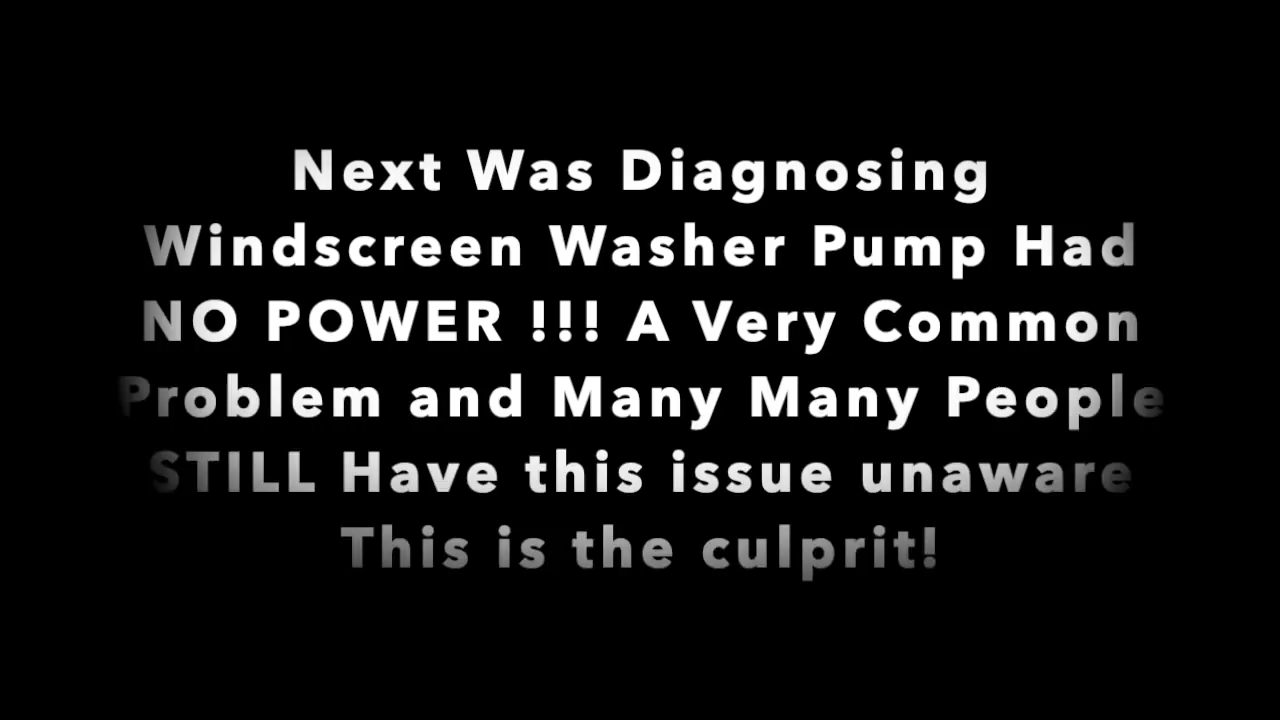 Next Was Diagnosing
Windscreen Washer Pump Had
NO POWER !!! A Very Common
Problem and Many Many People
STILL Have this issue unaware
This is the culprit!